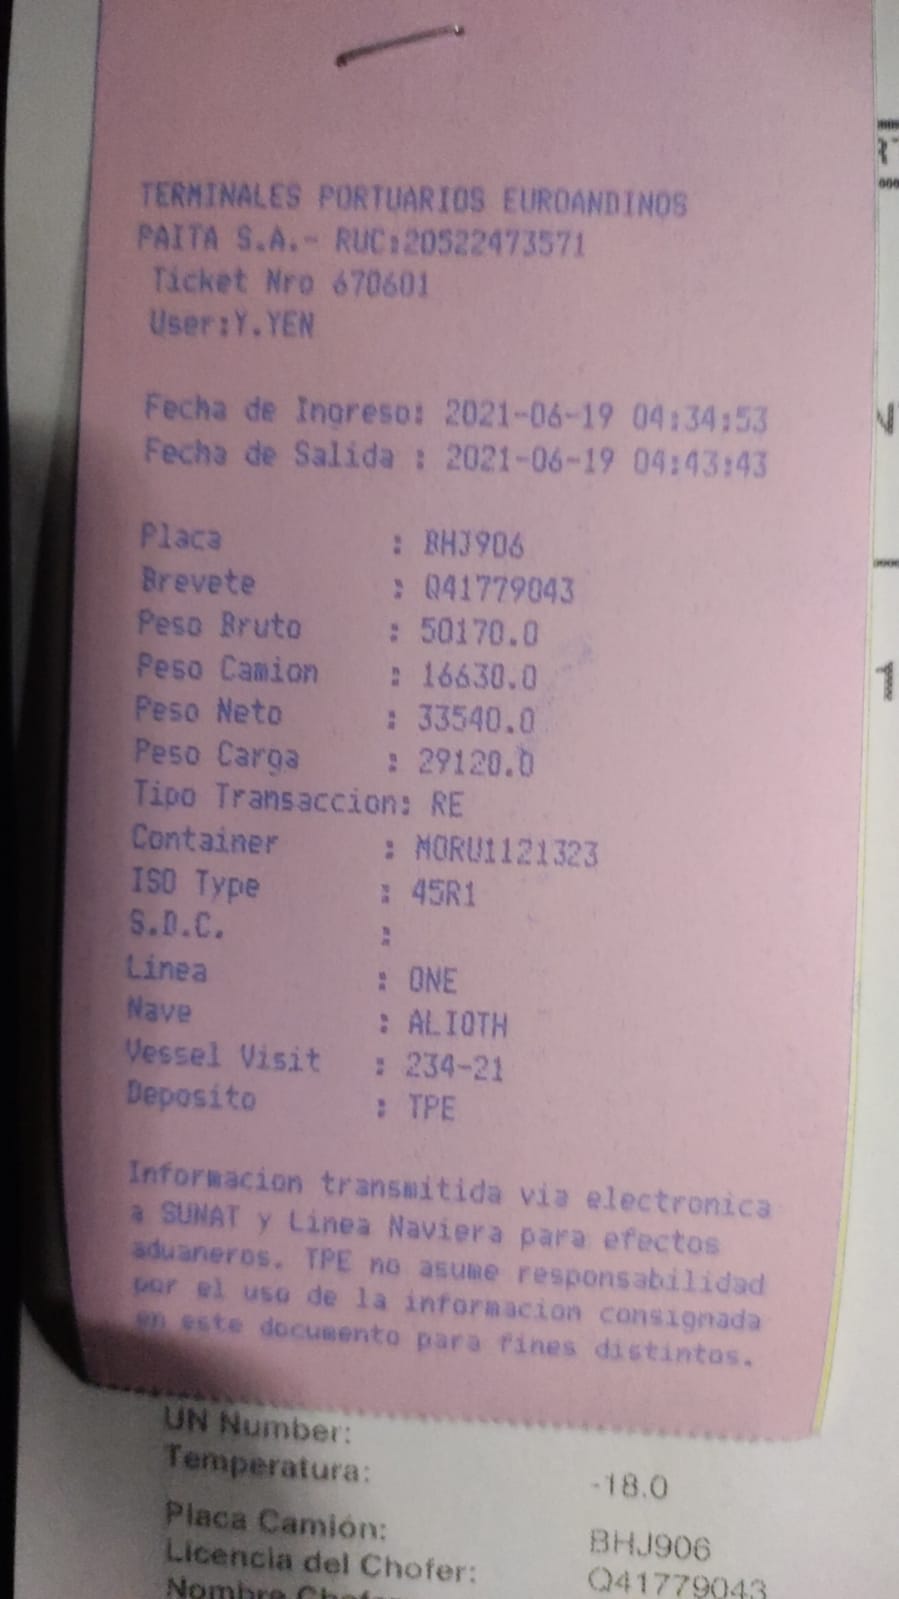 TERMINALES PORTUARIOS EUROANDINOS
PAITA S.A.- RUC:20522473571
Ticket Nro 670601
User:Y.YEN
Fecha de Ingreso: 2021-06-19 04:34:53
Fecha de Salida : 2021-06-19 04:43:43
Placa : BHJ906
Brevete : Q41779043
Peso Bruto : 50170.0
Peso Camion : 16630.0
Peso Neto : 33540.0
Peso Carga : 29120.0
Tipo Transaccion: RE
Container : MORU1121323
ISO Type : 45R1
S.D.C. :
Linea : ONE
Nave : ALIOTH
Vessel Visit : 234-21
Deposito : TPE
Informacion transmitida via electronica
a SUNAT y Linea Naviera para efectos
aduaneros. TPE no asume responsabilidad
por el uso de la informacion consignada
en este documento para fines distintos.
UN Number:
Temperatura: -18.0
Placa Camión: BHJ906
Licencia del Chofer: Q41779043
Nombre